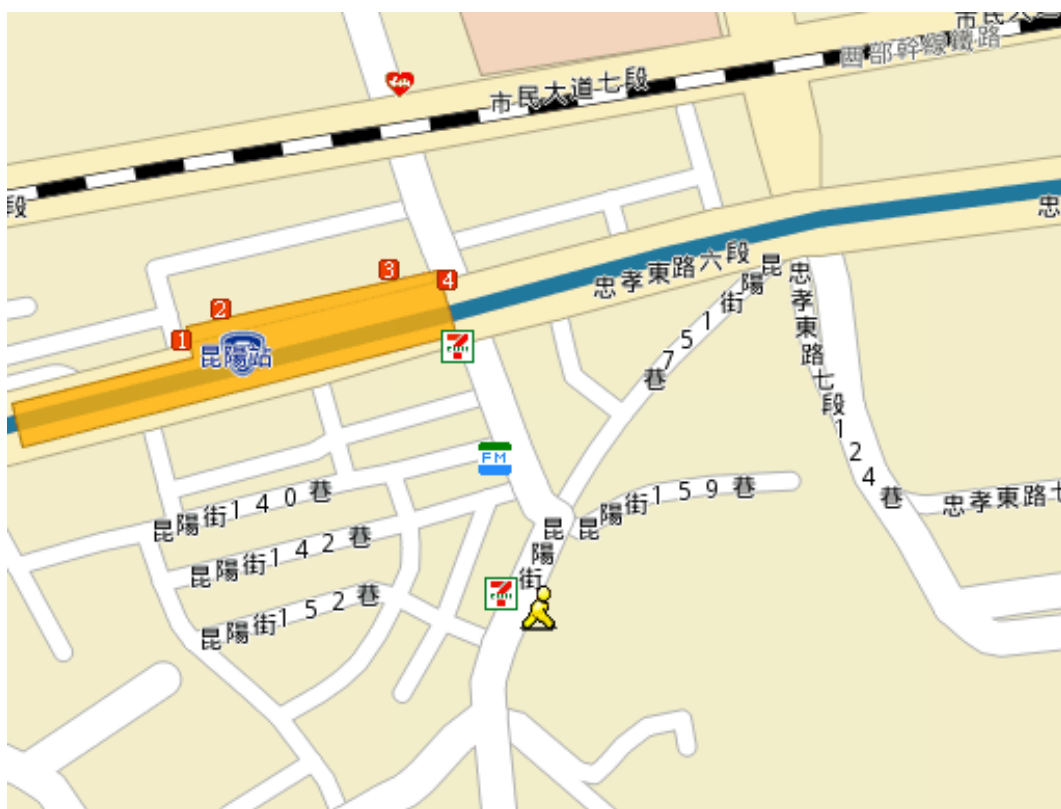 市民大道
西部幹線鐵路
市民大道七段
段
忠
3
4
2
1
忠孝東路六段
昆陽站
7
昆陽街751巷
忠孝東路七段124巷
FM
昆陽街140巷
昆陽街159巷
忠孝東路七
昆陽街142巷
昆陽街
7
昆陽街152巷